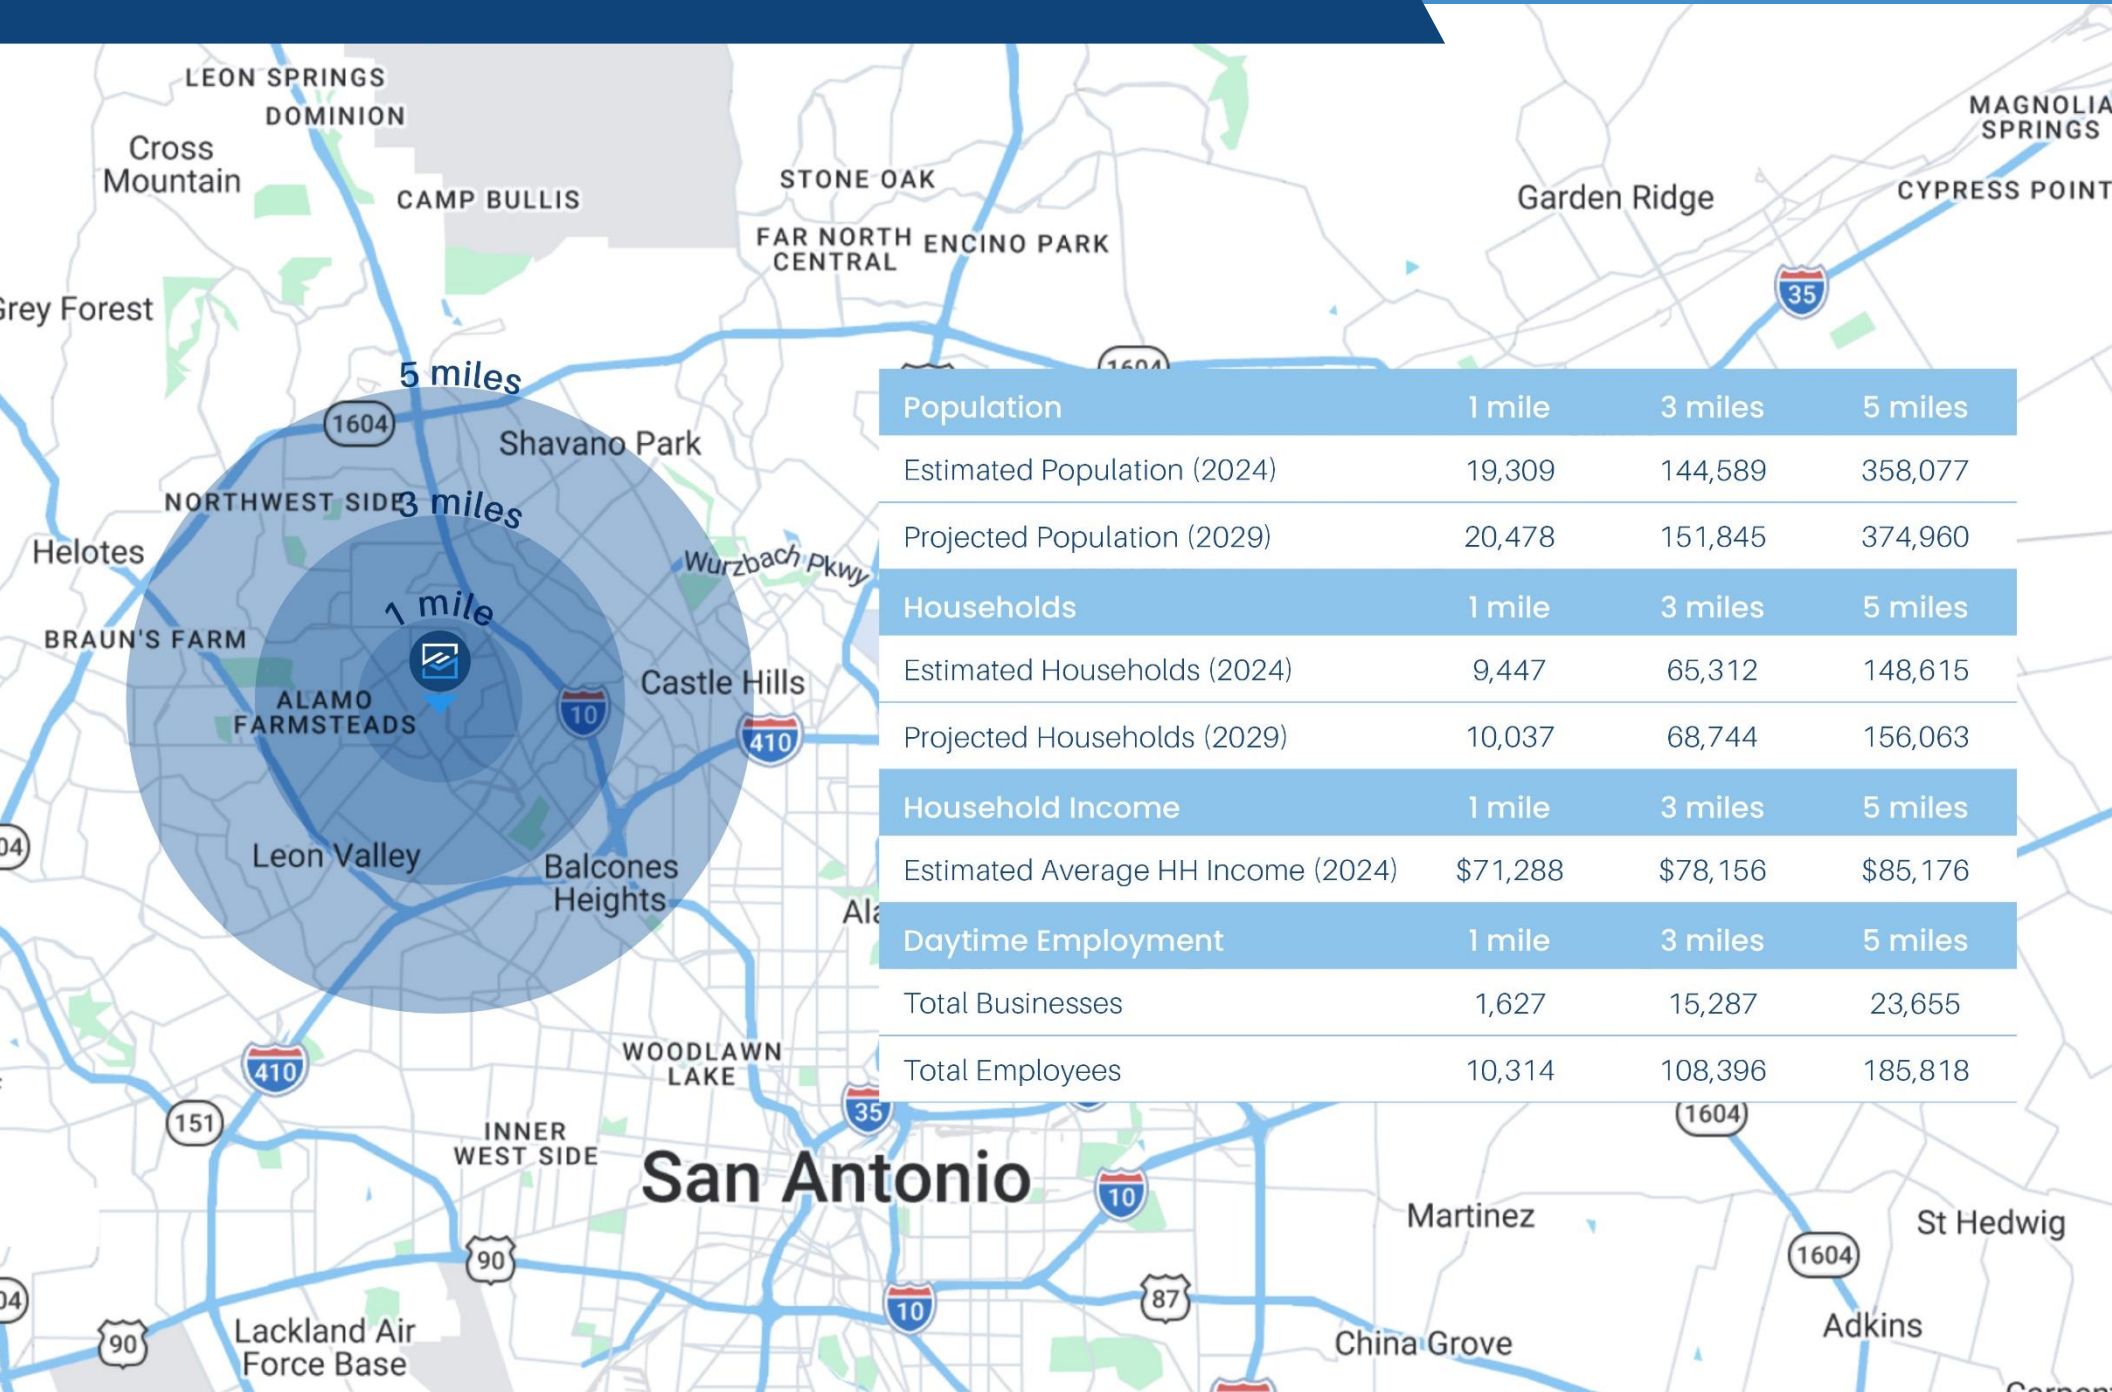 LEON SPRINGS
DOMINION
Cross
Mountain
CAMP BULLIS
STONE OAK
FAR NORTH
CENTRAL
ENCINO PARK
Garden Ridge
MAGNOLIA
SPRINGS
CYPRESS POINT
35
Grey Forest
5 miles
1604
1604
Shavano Park
NORTHWEST SIDE
3 miles
Helotes
Wurzbach Pkwy
1 mile
BRAUN'S FARM
ALAMO
FARMSTEADS
10
Castle Hills
410
Leon Valley
Balcones
Heights
04
Ala
Population 1 mile 3 miles 5 miles
Estimated Population (2024) 19,309 144,589 358,077
Projected Population (2029) 20,478 151,845 374,960
Households 1 mile 3 miles 5 miles
Estimated Households (2024) 9,447 65,312 148,615
Projected Households (2029) 10,037 68,744 156,063
Household Income 1 mile 3 miles 5 miles
Estimated Average HH Income (2024) $71,288 $78,156 $85,176
Daytime Employment 1 mile 3 miles 5 miles
Total Businesses 1,627 15,287 23,655
Total Employees 10,314 108,396 185,818
410
151
WOODLAWN
LAKE
35
1604
INNER
WEST SIDE
San Antonio
10
Martinez
St Hedwig
1604
90
04
10
87
90
Lackland Air
Force Base
China Grove
Adkins